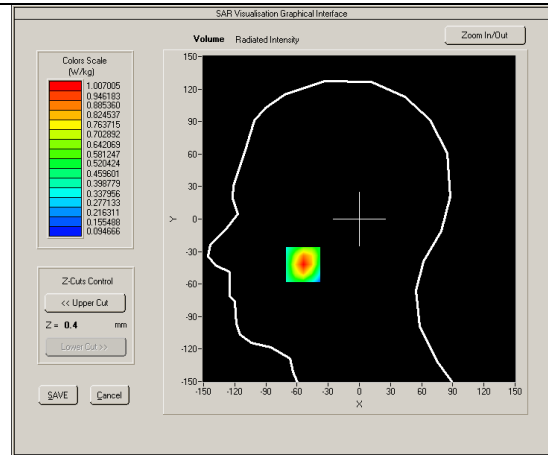 SAR Visualisation Graphical Interface
Volume Radiated Intensity
Zoom In/Out
Colors Scale
(W/kg)
1.007005
0.946183
0.885360
0.824537
0.763715
0.702892
0.642069
0.581247
0.520424
0.459601
0.398779
0.337956
0.277133
0.216311
0.155488
0.094666
Z-Cuts Control
<< Upper Cut
Z = 0.4 mm
Lower Cut >>
SAVE Cancel
150-
120-
90-
60-
30-
Y 0-
-30-
-60-
-90-
-120-
-150-
-150 -120 -90 -60 -30 0 30 60 90 120 150
X